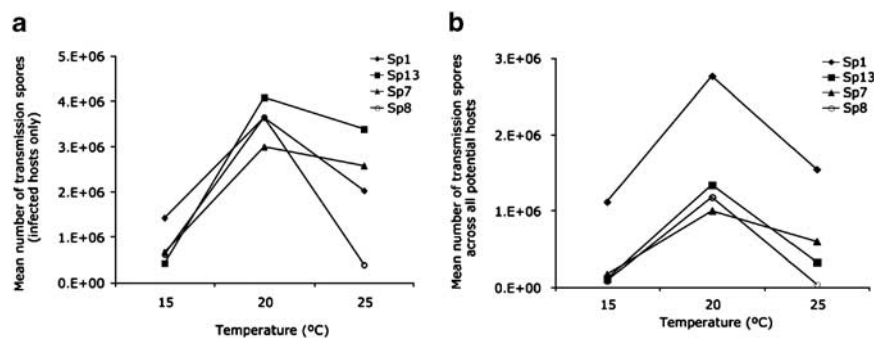 a
Mean number of transmission spores
(infected hosts only)
5.E+06
4.E+06
3.E+06
2.E+06
1.E+06
0.E+00
15
20
25
Temperature (ºC)
Sp1
Sp13
Sp7
Sp8
b
Mean number of transmission spores
across all potential hosts
3.E+06
2.E+06
1.E+06
0.E+00
15
20
25
Temperature (ºC)
Sp1
Sp13
Sp7
Sp8